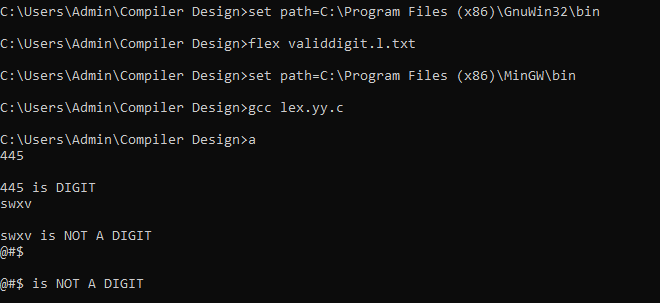 C:\Users\Admin\Compiler Design>set path=C:\Program Files (x86)\GnuWin32\bin
C:\Users\Admin\Compiler Design>flex validdigit.l.txt
C:\Users\Admin\Compiler Design>set path=C:\Program Files (x86)\MinGW\bin
C:\Users\Admin\Compiler Design>gcc lex.yy.c
C:\Users\Admin\Compiler Design>a
445
445 is DIGIT
swxv
swxv is NOT A DIGIT
@#$
@#$ is NOT A DIGIT